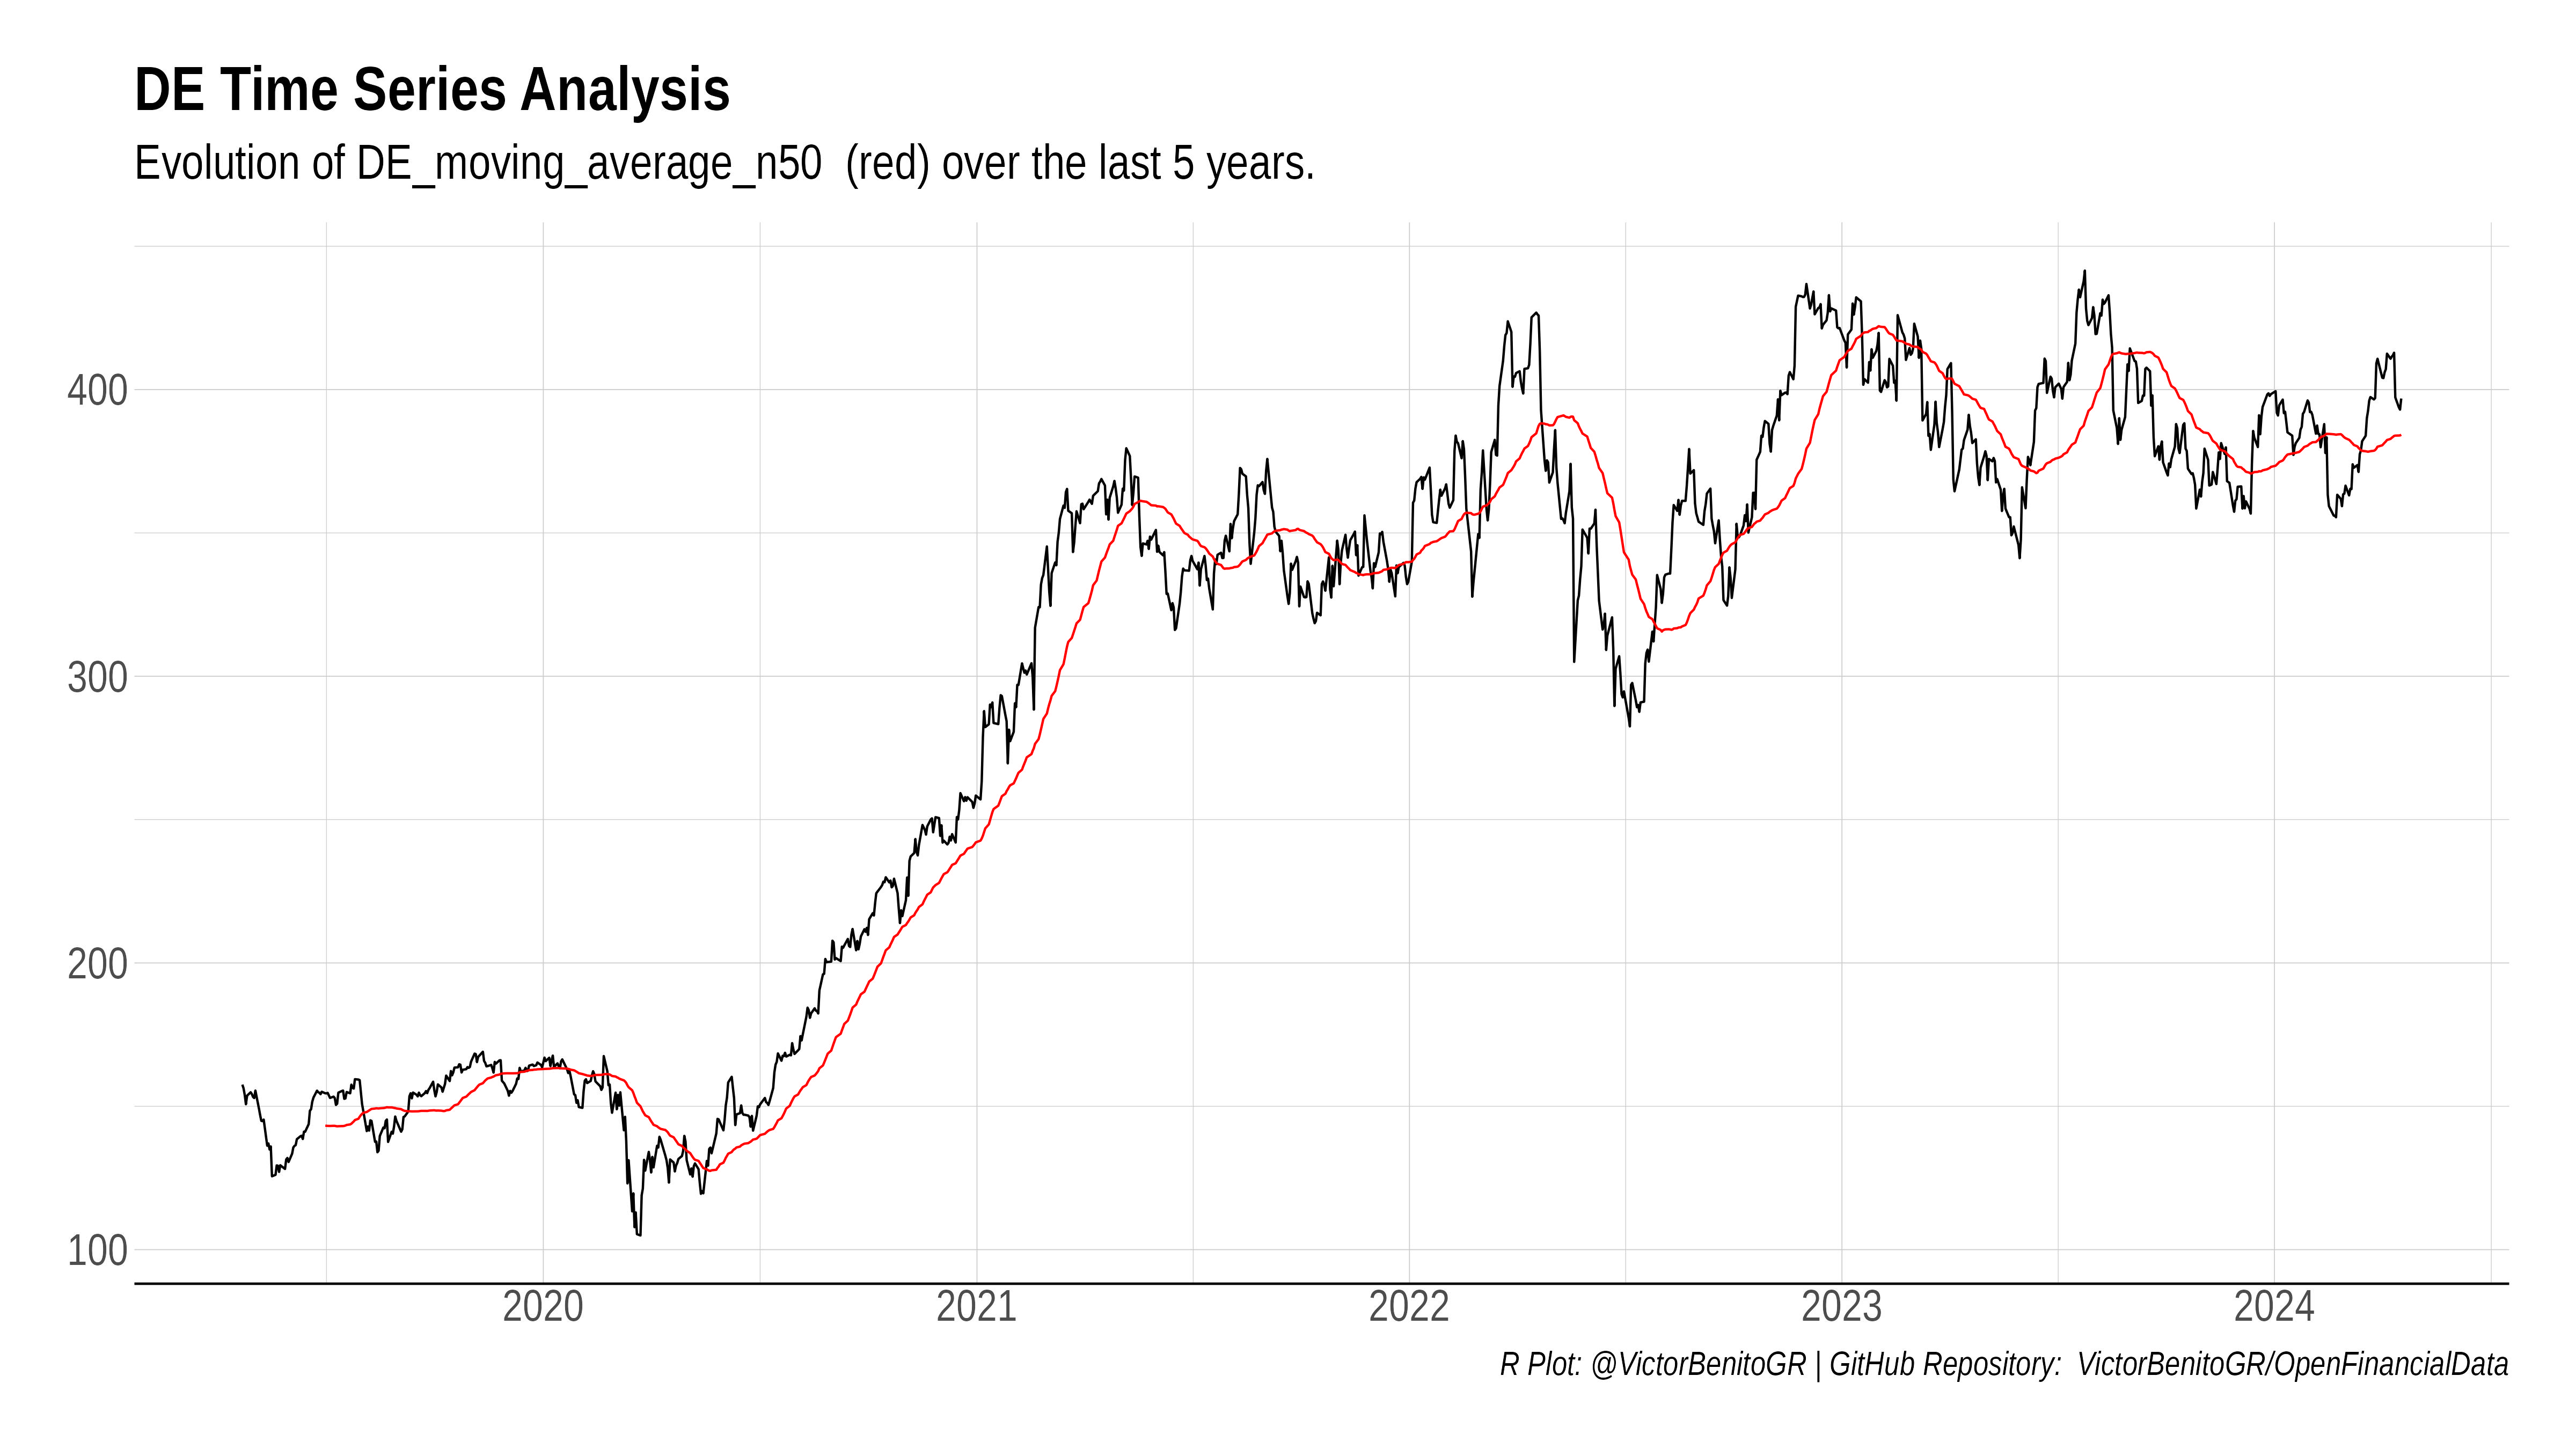 DE Time Series Analysis
Evolution of DE_moving_average_n50  (red) over the last 5 years.
400
300
200
100
2020 2021 2022 2023 2024
R Plot: @VictorBenitoGR | GitHub Repository:  VictorBenitoGR/OpenFinancialData